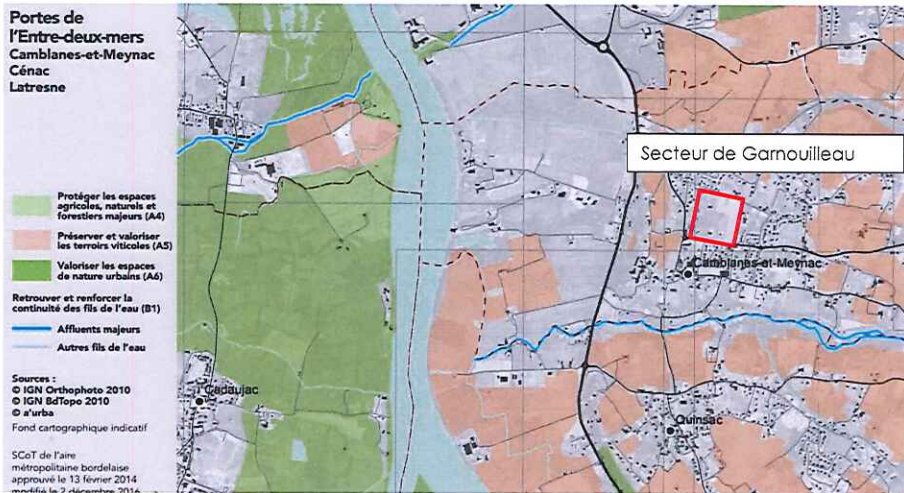 Portes de
l'Entre-deux-mers
Camblanes-et-Meynac
Cénac
Latresne
Protéger les espaces
agricoles, naturels et
forestiers majeurs (A4)
Préserver et valoriser
les terroirs viticoles (A5)
Valoriser les espaces
de nature urbains (A6)
Retrouver et renforcer la
continuité des fils de l'eau (B1)
Affluents majeurs
Autres fils de l'eau
Sources :
© IGN Orthophoto 2010
© IGN BdTopo 2010
© a'urba
Fond cartographique indicatif
SCoT de l'aire
métropolitaine bordelaise
approuvé le 13 février 2014
modifié le 2 décembre 2016
Secteur de Garnouilleau
Camblanes-et-Meynac
Cadaujac
Quinsac